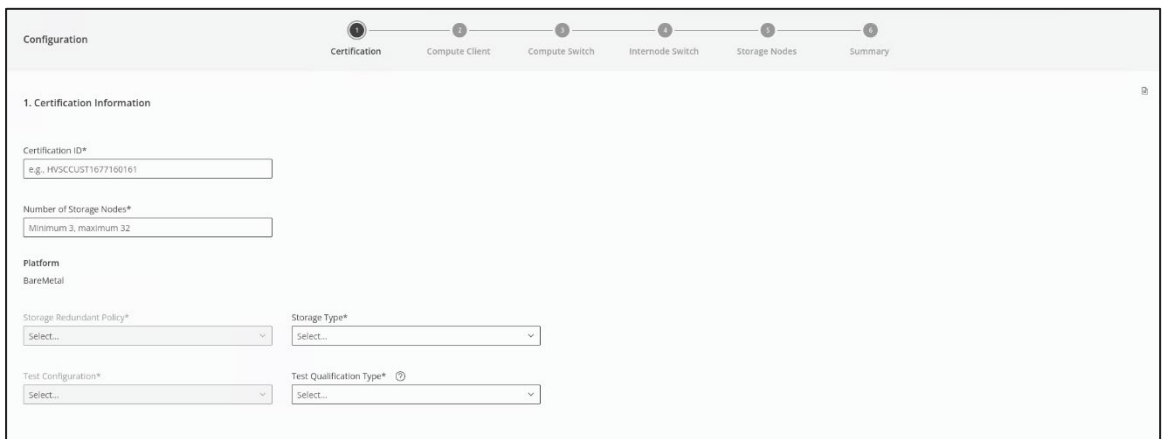 Configuration
1 2 3 4 5 6
Certification Compute Client Compute Switch Internode Switch Storage Nodes Summary
1. Certification Information
Certification ID*
e.g., HVSCCUST1677160161
Number of Storage Nodes*
Minimum 3, maximum 32
Platform
BareMetal
Storage Redundant Policy* Storage Type*
Select... Select...
Test Configuration* Test Qualification Type* ?
Select... Select...